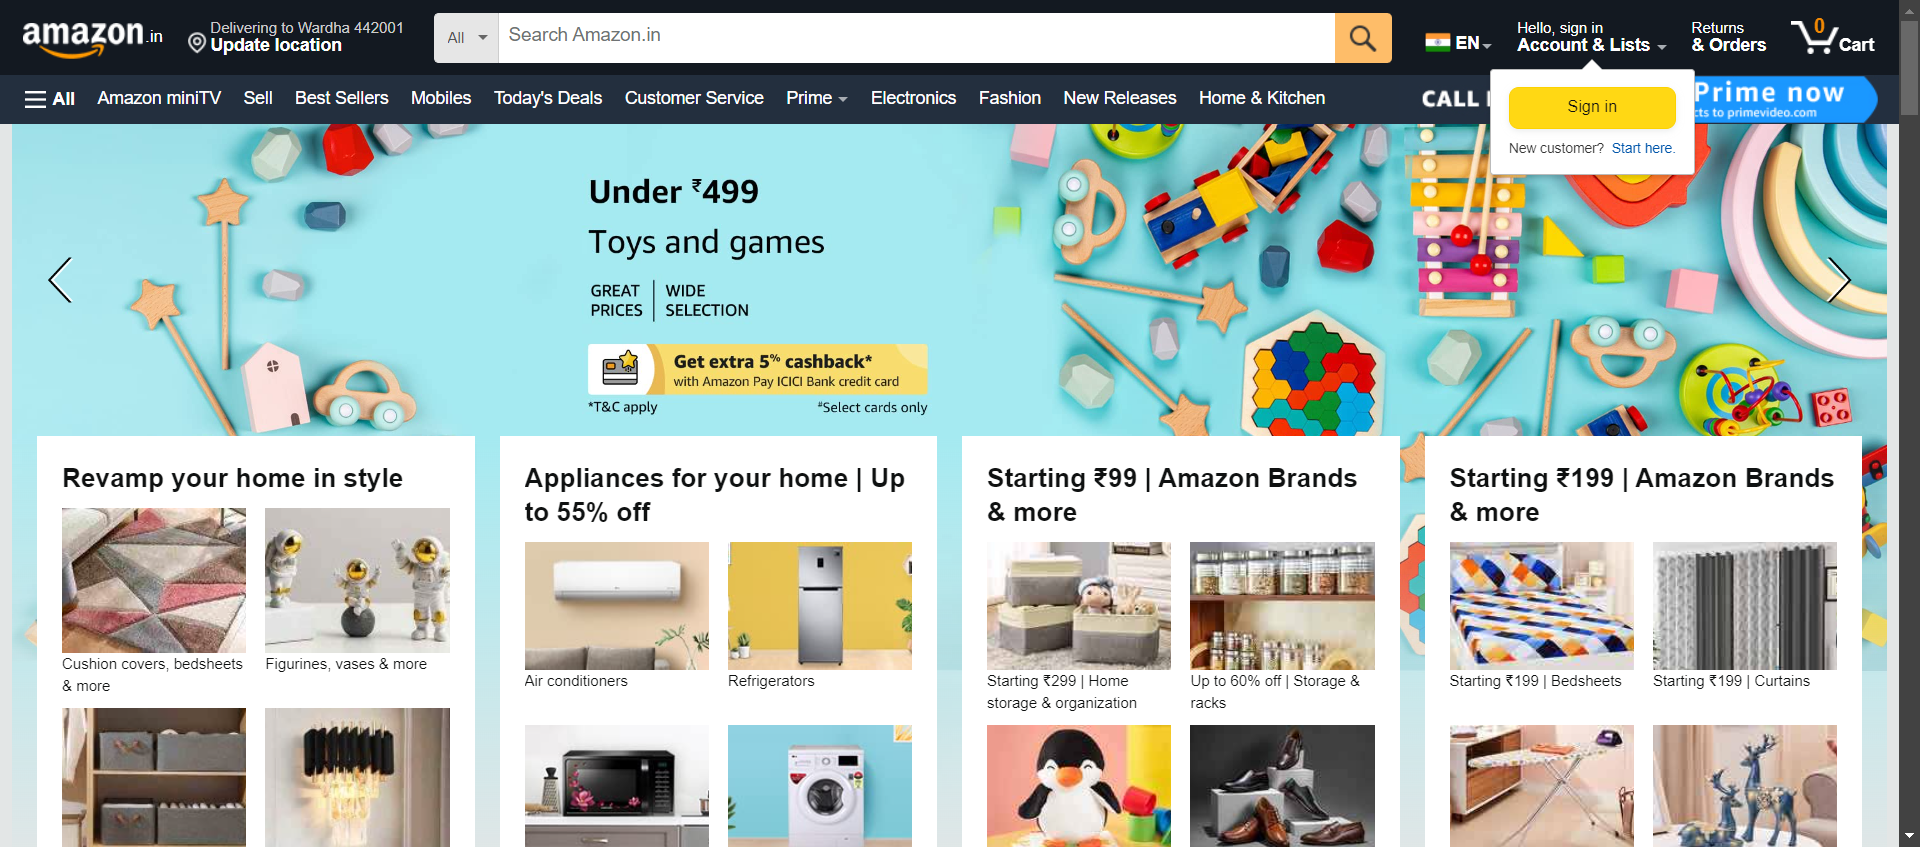 amazon.in
Delivering to Wardha 442001
Update location
All
Search Amazon.in
EN
Hello, sign in
Account & Lists
Returns
& Orders
0
Cart
All
Amazon miniTV
Sell
Best Sellers
Mobiles
Today's Deals
Customer Service
Prime
Electronics
Fashion
New Releases
Home & Kitchen
CALL
Prime now
cts to primevideo.com
Sign in
New customer? Start here.
Under ₹499
Toys and games
GREAT
PRICES
WIDE
SELECTION
Get extra 5% cashback*
with Amazon Pay ICICI Bank credit card
*T&C apply
#Select cards only
Revamp your home in style
Cushion covers, bedsheets
& more
Figurines, vases & more
Appliances for your home | Up
to 55% off
Air conditioners
Refrigerators
Starting ₹99 | Amazon Brands
& more
Starting ₹299 | Home
storage & organization
Up to 60% off | Storage &
racks
Starting ₹199 | Amazon Brands
& more
Starting ₹199 | Bedsheets
Starting ₹199 | Curtains